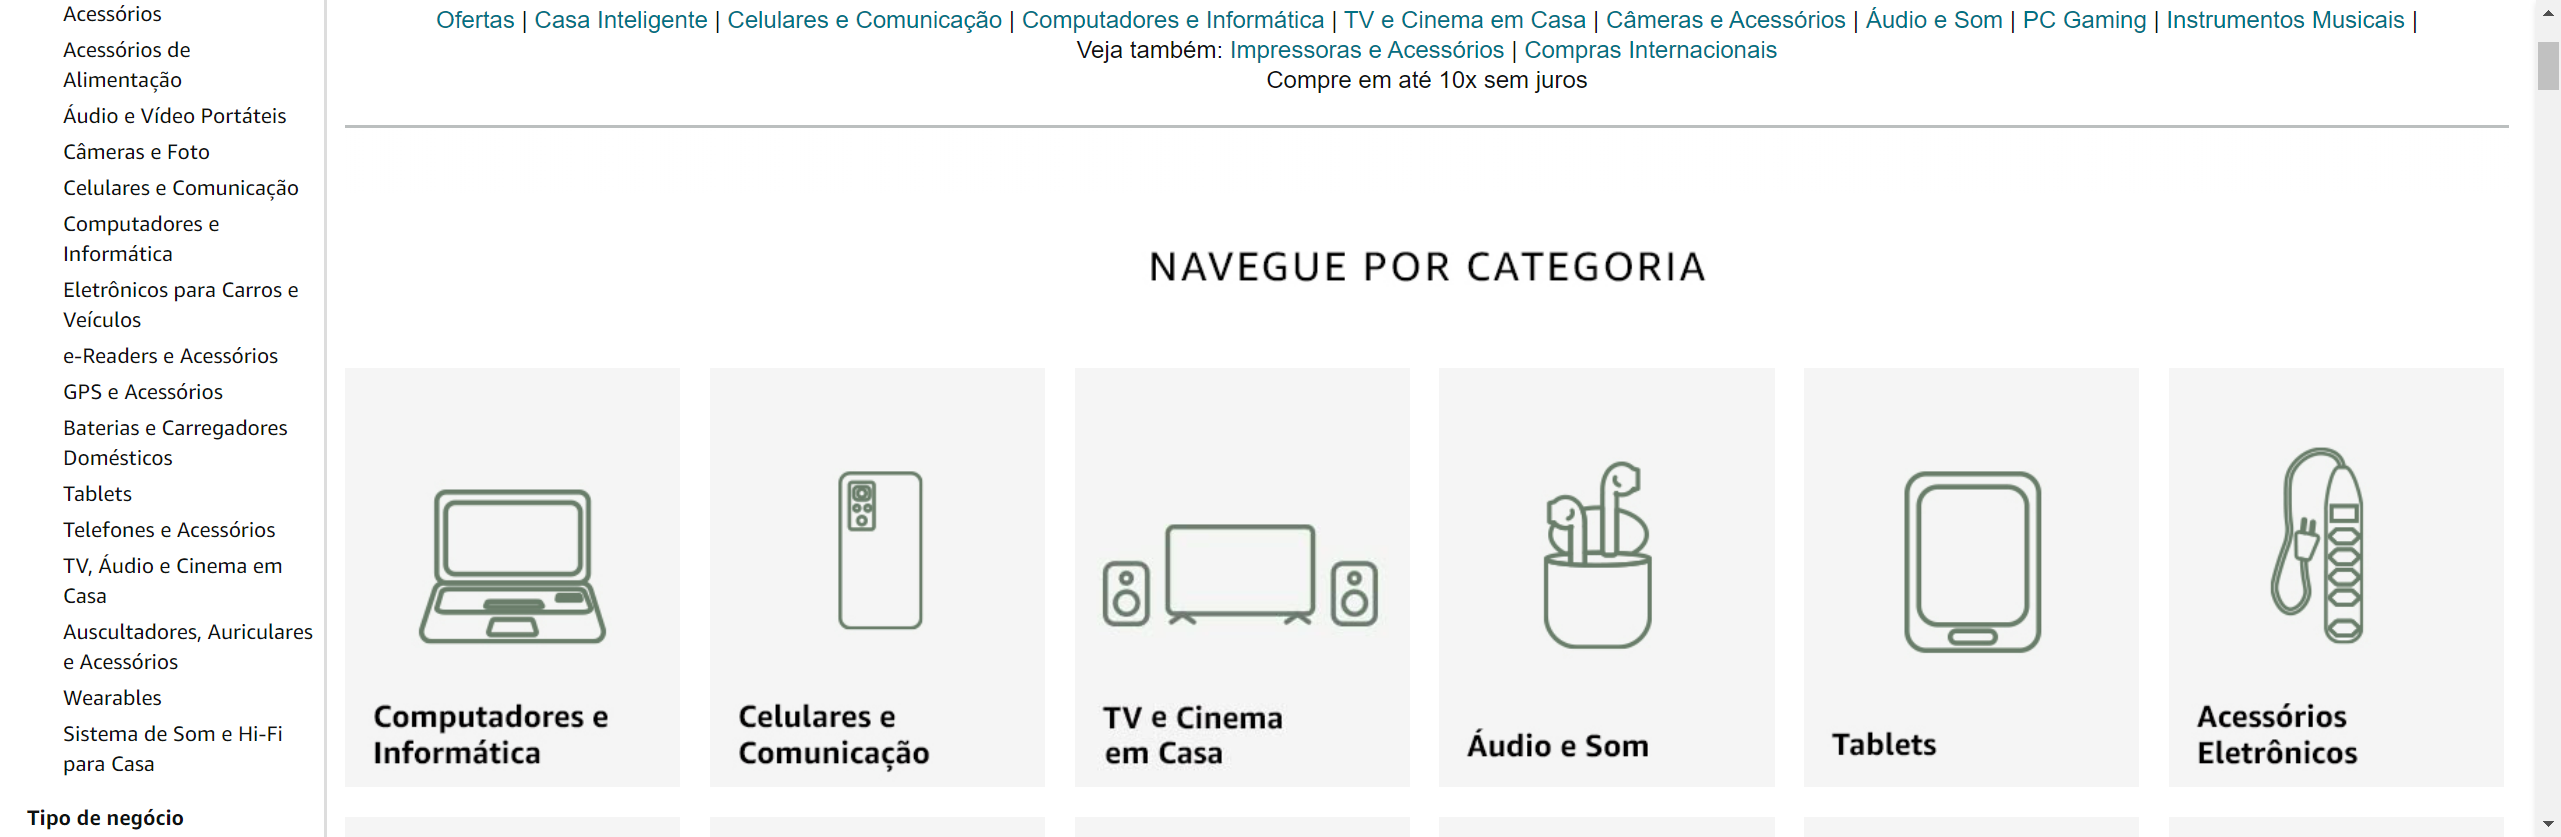 Acessórios
Acessórios de
Alimentação
Áudio e Vídeo Portáteis
Câmeras e Foto
Celulares e Comunicação
Computadores e
Informática
Eletrônicos para Carros e
Veículos
e-Readers e Acessórios
GPS e Acessórios
Baterias e Carregadores
Domésticos
Tablets
Telefones e Acessórios
TV, Áudio e Cinema em
Casa
Auscultadores, Auriculares
e Acessórios
Wearables
Sistema de Som e Hi-Fi
para Casa
Tipo de negócio
Ofertas | Casa Inteligente | Celulares e Comunicação | Computadores e Informática | TV e Cinema em Casa | Câmeras e Acessórios | Áudio e Som | PC Gaming | Instrumentos Musicais |
Veja também: Impressoras e Acessórios | Compras Internacionais
Compre em até 10x sem juros
NAVEGUE POR CATEGORIA
Computadores e
Informática
Celulares e
Comunicação
TV e Cinema
em Casa
Áudio e Som
Tablets
Acessórios
Eletrônicos